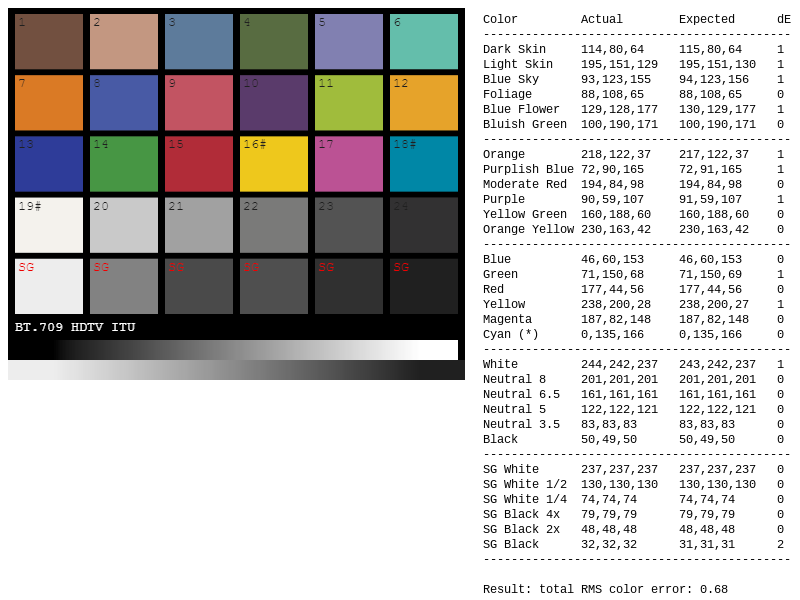 1 2 3 4 5 6
7 8 9 10 11 12
13 14 15 16# 17 18#
19# 20 21 22 23 24
SG SG SG SG SG SG
BT.709 HDTV ITU
Color Actual Expected dE
--------------------------------------------
Dark Skin 114,80,64 115,80,64 1
Light Skin 195,151,129 195,151,130 1
Blue Sky 93,123,155 94,123,156 1
Foliage 88,108,65 88,108,65 0
Blue Flower 129,128,177 130,129,177 1
Bluish Green 100,190,171 100,190,171 0
--------------------------------------------
Orange 218,122,37 217,122,37 1
Purplish Blue 72,90,165 72,91,165 1
Moderate Red 194,84,98 194,84,98 0
Purple 90,59,107 91,59,107 1
Yellow Green 160,188,60 160,188,60 0
Orange Yellow 230,163,42 230,163,42 0
--------------------------------------------
Blue 46,60,153 46,60,153 0
Green 71,150,68 71,150,69 1
Red 177,44,56 177,44,56 0
Yellow 238,200,28 238,200,27 1
Magenta 187,82,148 187,82,148 0
Cyan (*) 0,135,166 0,135,166 0
--------------------------------------------
White 244,242,237 243,242,237 1
Neutral 8 201,201,201 201,201,201 0
Neutral 6.5 161,161,161 161,161,161 0
Neutral 5 122,122,121 122,122,121 0
Neutral 3.5 83,83,83 83,83,83 0
Black 50,49,50 50,49,50 0
--------------------------------------------
SG White 237,237,237 237,237,237 0
SG White 1/2 130,130,130 130,130,130 0
SG White 1/4 74,74,74 74,74,74 0
SG Black 4x 79,79,79 79,79,79 0
SG Black 2x 48,48,48 48,48,48 0
SG Black 32,32,32 31,31,31 2
--------------------------------------------
Result: total RMS color error: 0.68